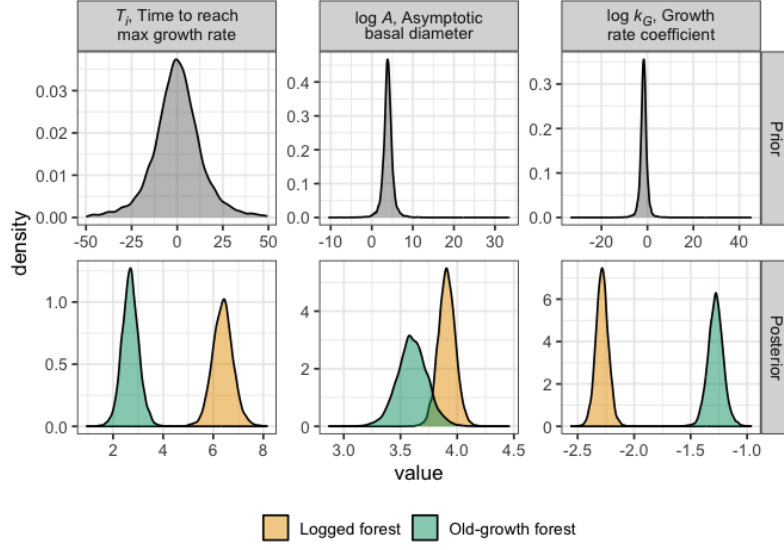 T_i, Time to reach
max growth rate
log A, Asymptotic
basal diameter
log k_G, Growth
rate coefficient
0.03
0.02
0.01
0.00
-50 -25 0 25 50
0.4
0.3
0.2
0.1
0.0
-10 0 10 20 30
0.3
0.2
0.1
0.0
-20 0 20 40
Prior
density
1.0
0.5
0.0
2 4 6 8
4
2
0
3.0 3.5 4.0 4.5
6
4
2
0
-2.5 -2.0 -1.5 -1.0
Posterior
value
Logged forest Old-growth forest